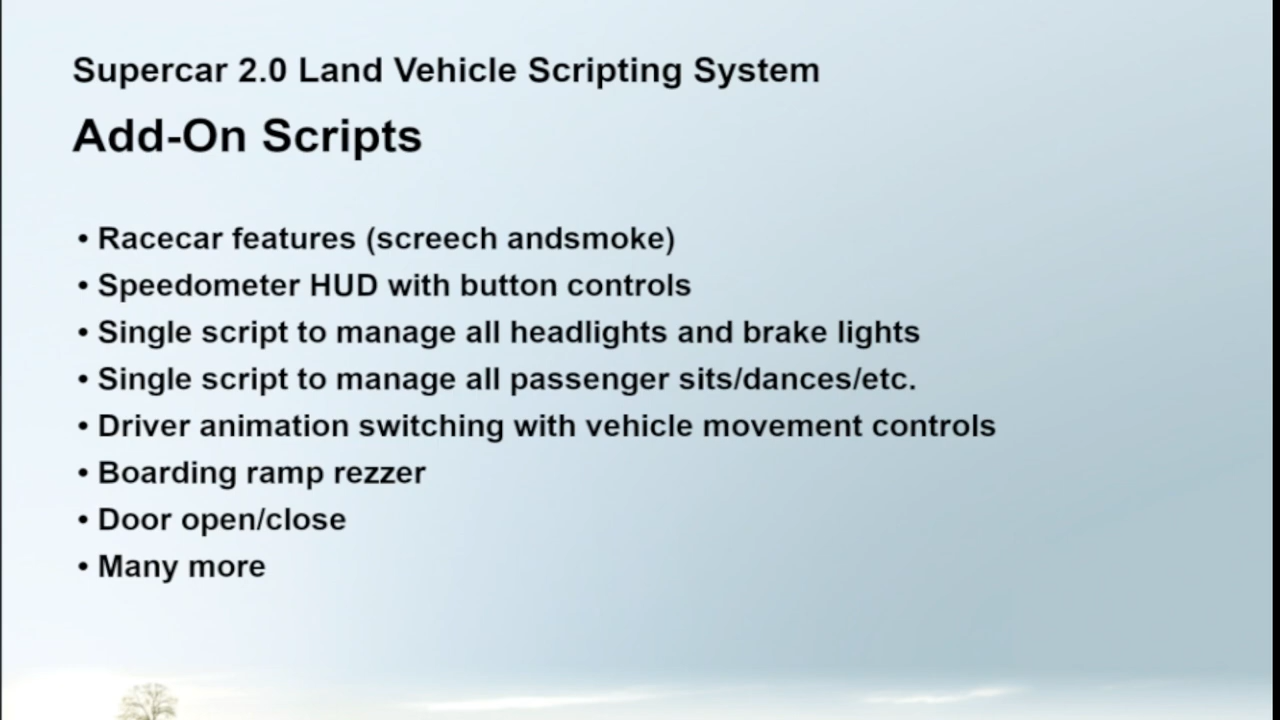 Supercar 2.0 Land Vehicle Scripting System
Add-On Scripts
• Racecar features (screech andsmoke)
• Speedometer HUD with button controls
• Single script to manage all headlights and brake lights
• Single script to manage all passenger sits/dances/etc.
• Driver animation switching with vehicle movement controls
• Boarding ramp rezzer
• Door open/close
• Many more